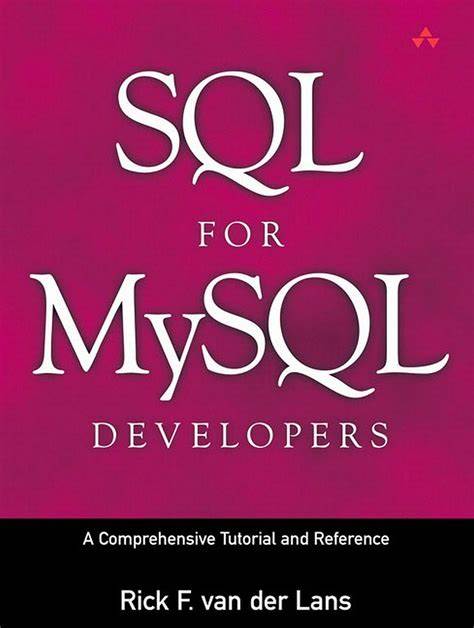 SQL
FOR
MySQL
DEVELOPERS
A Comprehensive Tutorial and Reference
Rick F. van der Lans